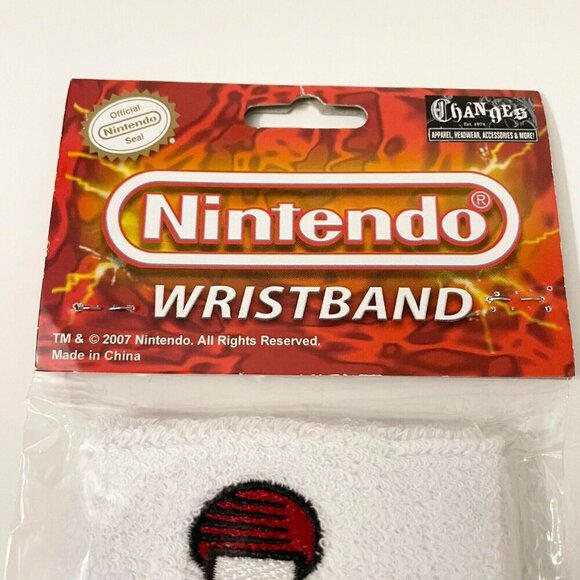 Official
Nintendo
Seal
®
CHANGES
Est. 1974
APPAREL, HEADWEAR, ACCESSORIES & MORE!
Nintendo®
WRISTBAND
TM & © 2007 Nintendo. All Rights Reserved.
Made in China